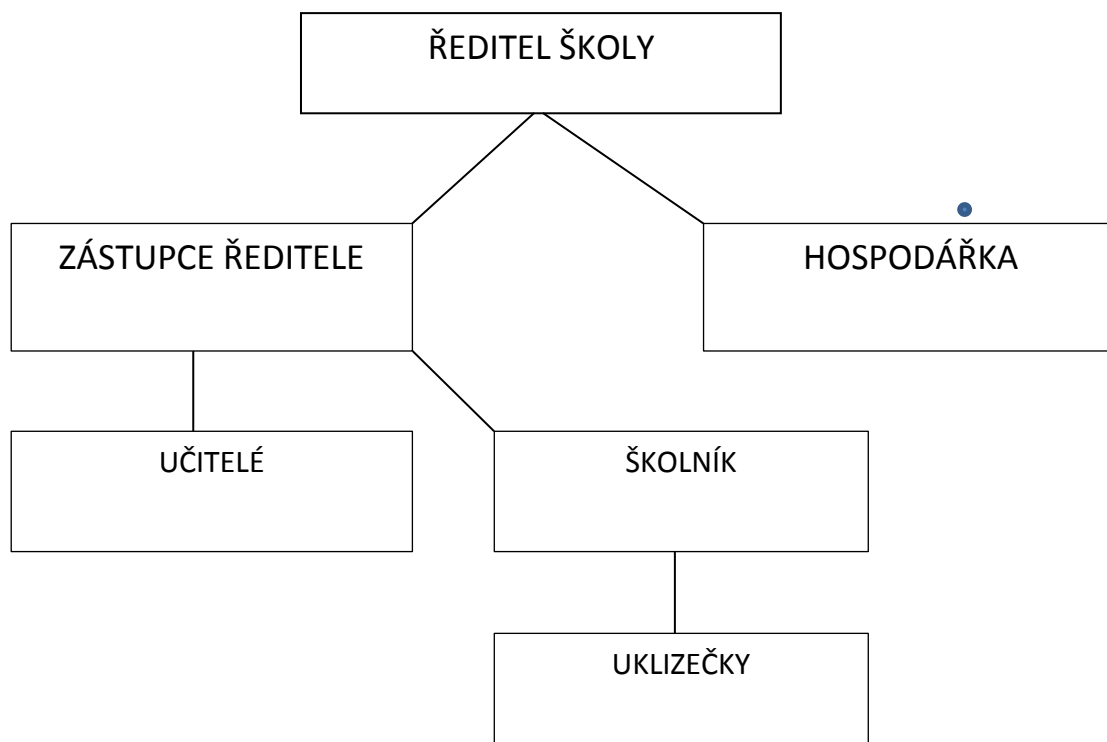 ŘEDITEL ŠKOLY
ZÁSTUPCE ŘEDITELE
HOSPODÁŘKA
UČITELÉ
ŠKOLNÍK
UKLIZEČKY